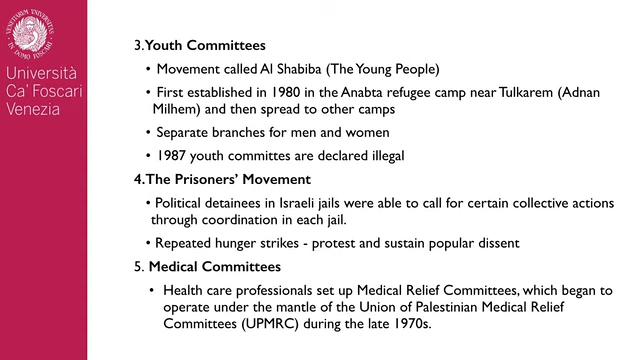 Università
Ca' Foscari
Venezia
3.Youth Committees
• Movement called Al Shabiba (The Young People)
• First established in 1980 in the Anabta refugee camp near Tulkarem (Adnan
Milhem) and then spread to other camps
• Separate branches for men and women
• 1987 youth committes are declared illegal
4.The Prisoners' Movement
• Political detainees in Israeli jails were able to call for certain collective actions
through coordination in each jail.
• Repeated hunger strikes - protest and sustain popular dissent
5. Medical Committees
• Health care professionals set up Medical Relief Committees, which began to
operate under the mantle of the Union of Palestinian Medical Relief
Committees (UPMRC) during the late 1970s.